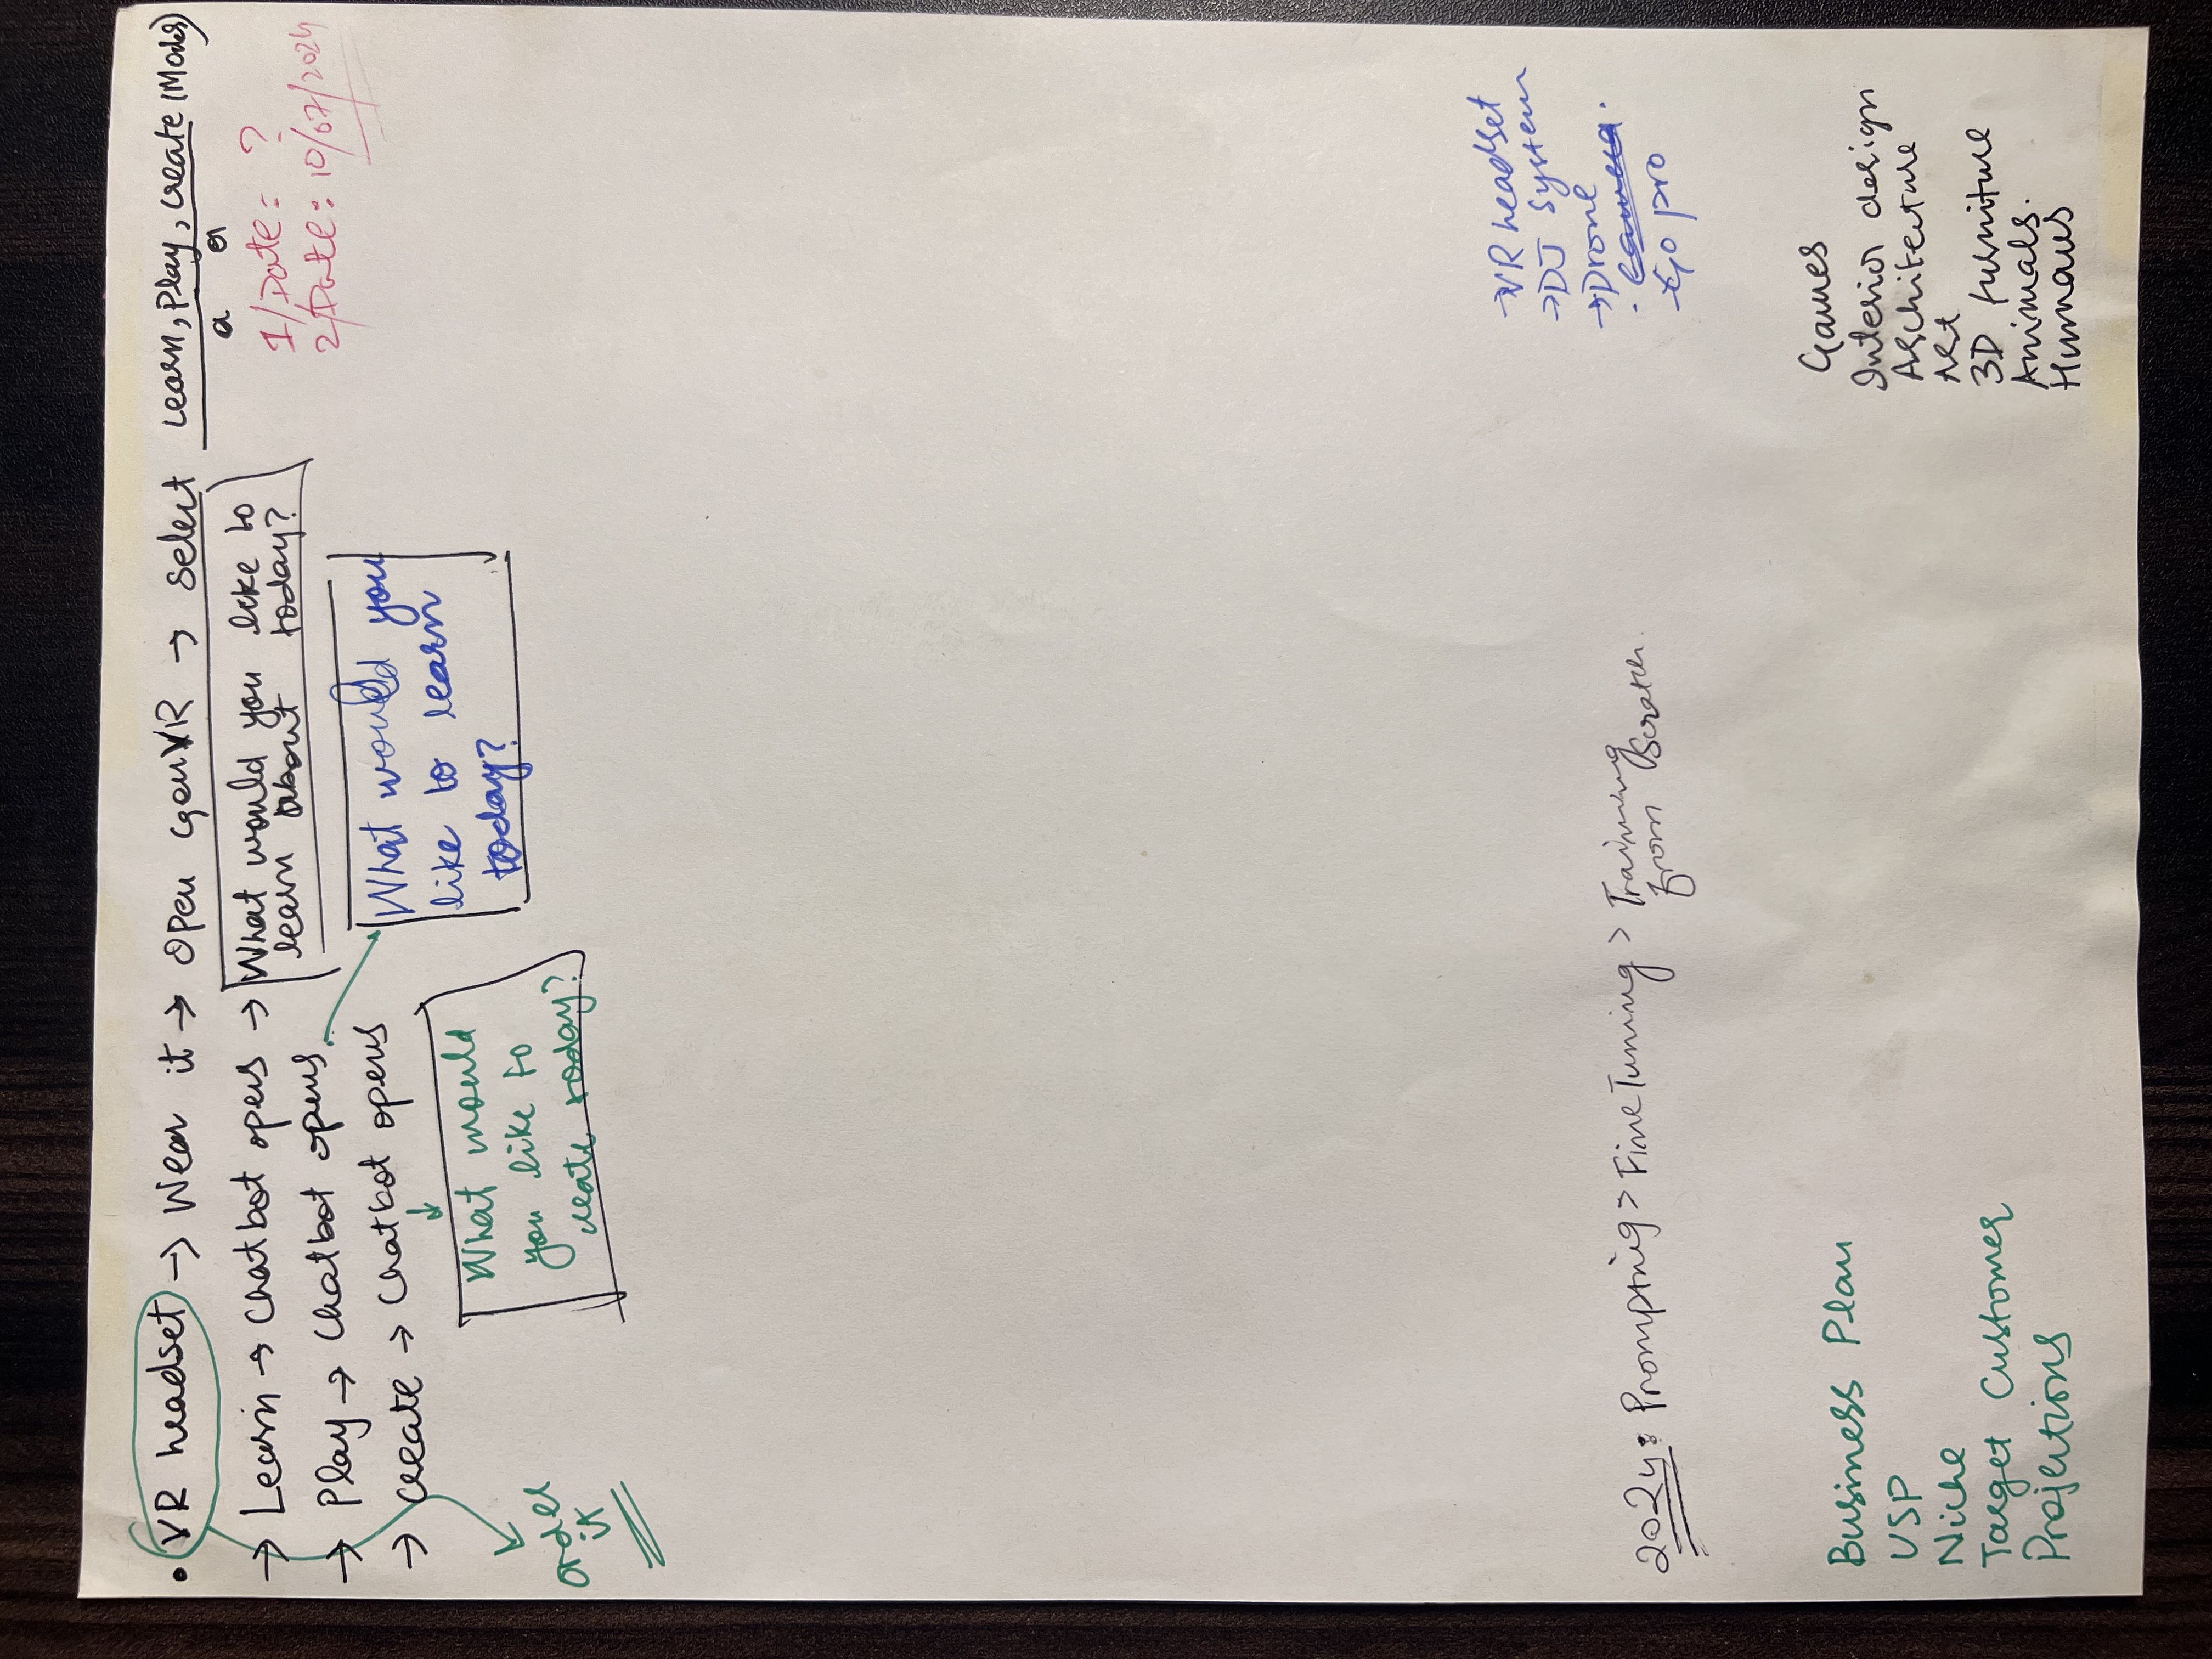 • VR headset → Wear it → open GenVR → select Learn, Play, Create (Modes)
→ Learn → Chatbot opens → What would you like to
learn about today?
→ Play → Chatbot opens
→ Create → Chatbot opens
1/Date: ?
2/Date: 10/07/2024
What would you
like to learn
today?
What would
you like to
create today?
order
it
→ VR headset
→ DJ system
→ Drone
. camera.
→ Go pro
2024: Prompting > Fine Tuning > Training
from Scratch
Business Plan
USP
Niche
Target Customer
Projections
Games
Interior design
Architecture
Art
3D furniture
Animals.
Humans